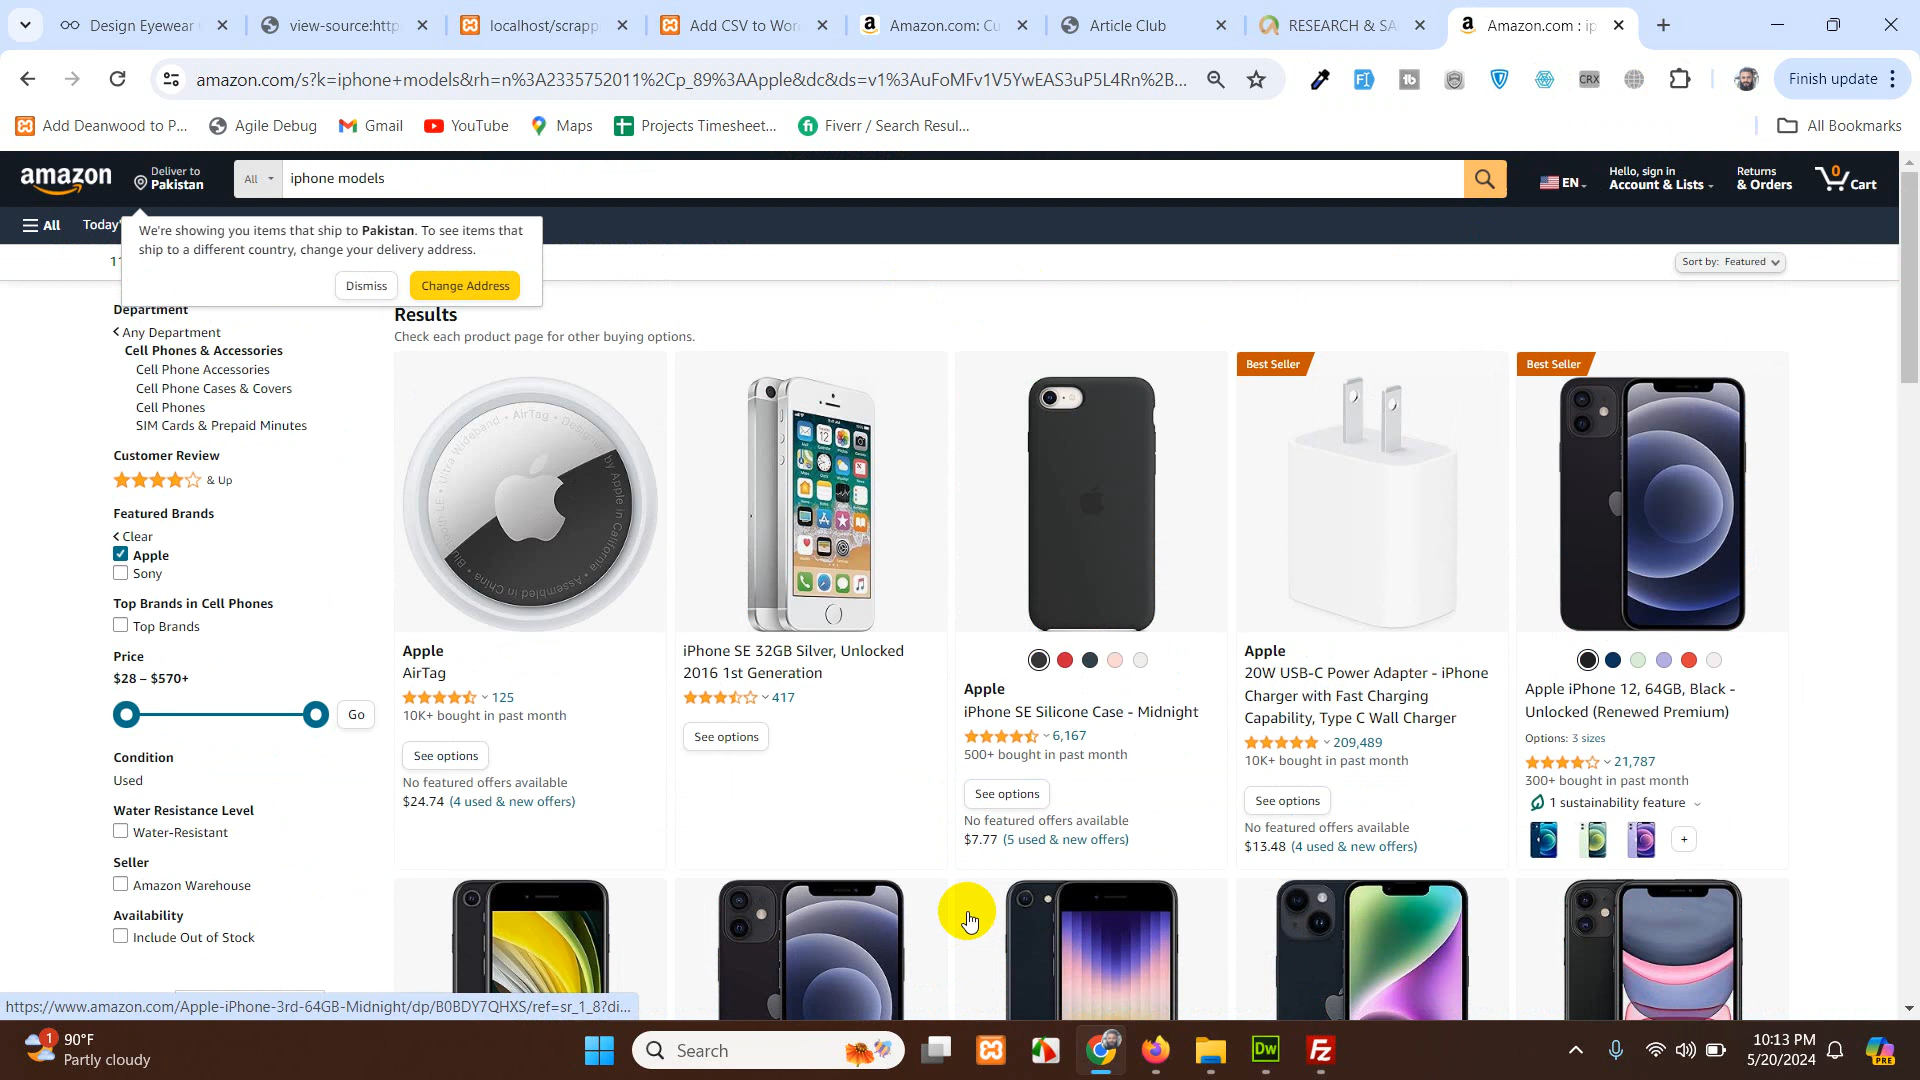 Design Eyewear
view-source:http
localhost/scrapp
Add CSV to Wor
Amazon.com: Cu
Article Club
RESEARCH & SA
Amazon.com : ip
amazon.com/s?k=iphone+models&rh=n%3A2335752011%2Cp_89%3AApple&dc&ds=v1%3AuFoMFv1V5YwEAS3uP5L4Rn%2B...
CRX
Finish update
Add Deanwood to P...
Agile Debug
Gmail
YouTube
Maps
Projects Timesheet...
Fiverr / Search Resul...
All Bookmarks
amazon
Deliver to
Pakistan
All
iphone models
EN
Hello, sign in
Account & Lists
Returns
& Orders
0
Cart
All
Today'
We're showing you items that ship to Pakistan. To see items that
ship to a different country, change your delivery address.
Dismiss
Change Address
Sort by: Featured
Department
Any Department
Cell Phones & Accessories
Cell Phone Accessories
Cell Phone Cases & Covers
Cell Phones
SIM Cards & Prepaid Minutes
Customer Review
& Up
Featured Brands
Clear
Apple
Sony
Top Brands in Cell Phones
Top Brands
Price
$28 – $570+
Go
Condition
Used
Water Resistance Level
Water-Resistant
Seller
Amazon Warehouse
Availability
Include Out of Stock
Results
Check each product page for other buying options.
Apple
AirTag
125
10K+ bought in past month
See options
No featured offers available
$24.74 (4 used & new offers)
iPhone SE 32GB Silver, Unlocked
2016 1st Generation
417
See options
Apple
iPhone SE Silicone Case - Midnight
6,167
500+ bought in past month
See options
No featured offers available
$7.77 (5 used & new offers)
Best Seller
Apple
20W USB-C Power Adapter - iPhone
Charger with Fast Charging
Capability, Type C Wall Charger
209,489
10K+ bought in past month
See options
No featured offers available
$13.48 (4 used & new offers)
Best Seller
Apple iPhone 12, 64GB, Black -
Unlocked (Renewed Premium)
Options: 3 sizes
21,787
300+ bought in past month
1 sustainability feature
+
https://www.amazon.com/Apple-iPhone-3rd-64GB-Midnight/dp/B0BDY7QHXS/ref=sr_1_8?di...
1
90°F
Partly cloudy
Search
Dw
Fz
10:13 PM
5/20/2024
PRE